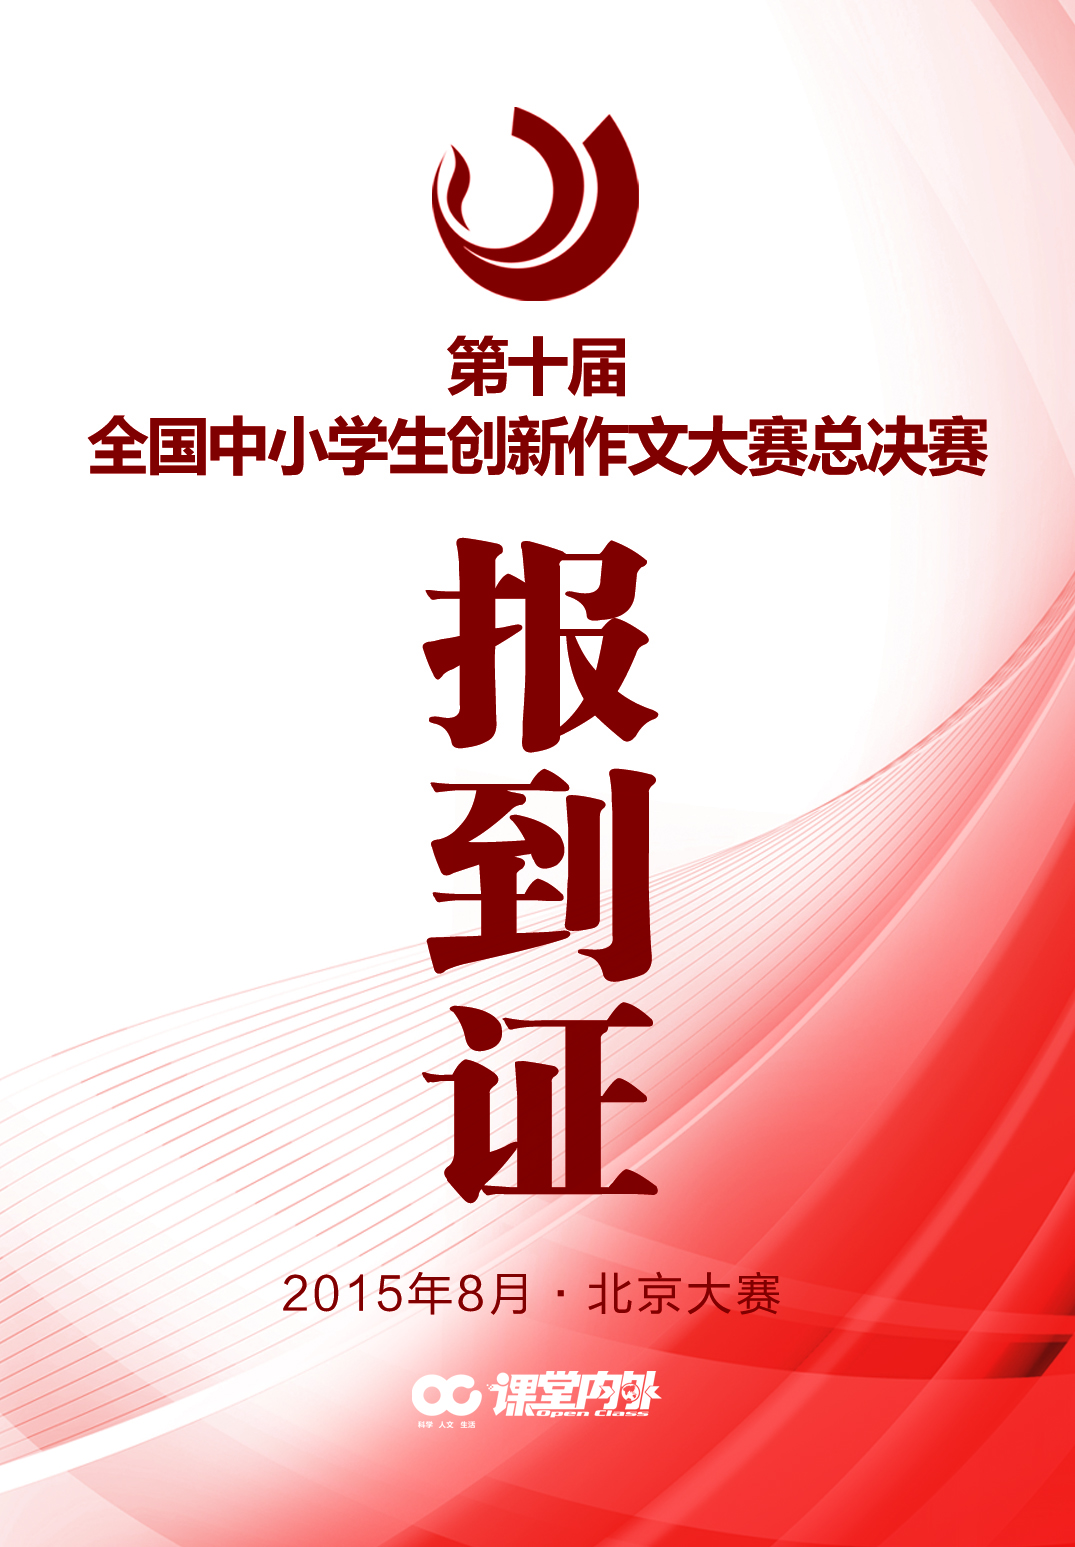 第十届
全国中小学生创新作文大赛总决赛
报
到
证
2015年8月·北京大赛
课堂内外
Open Class
科学 人文 生活